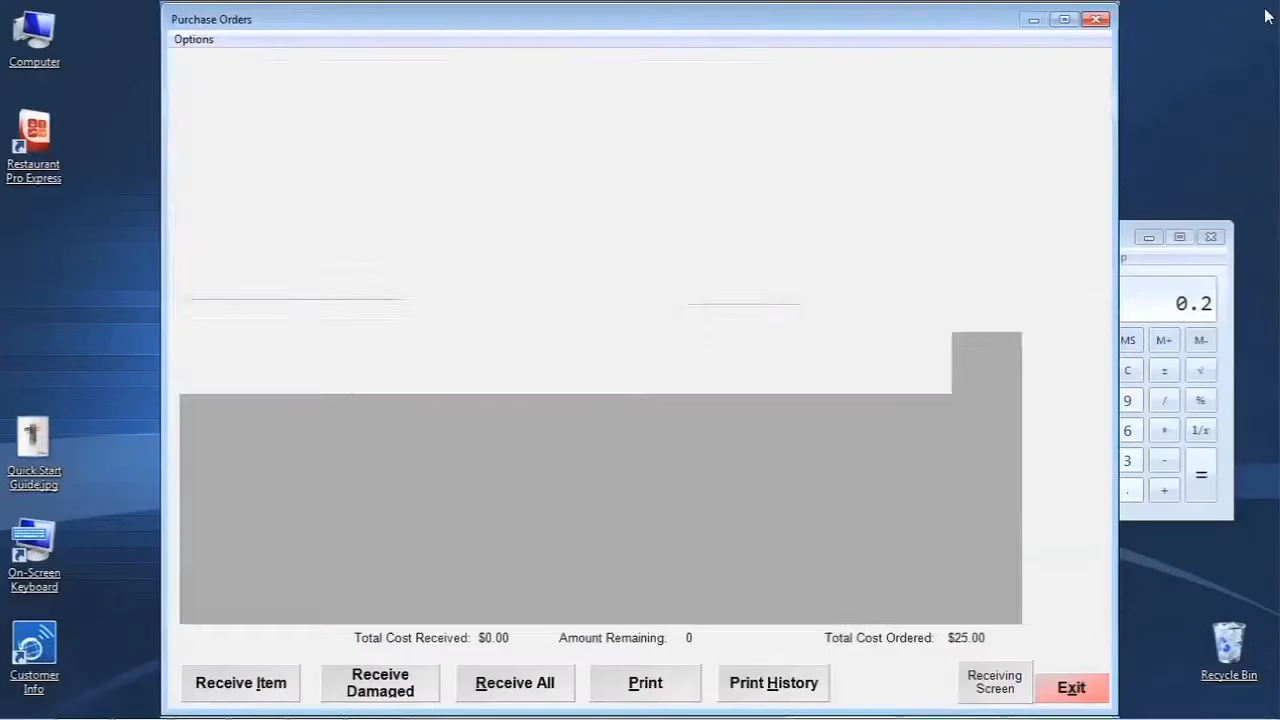 Purchase Orders
Options
Computer
Restaurant
Pro Express
Quick Start
Guide.jpg
On-Screen
Keyboard
Customer
Info
p
0.2
MS M+ M-
C ± √
9 / %
6 * 1/x
3 - =
. +
Total Cost Received: $0.00 Amount Remaining: 0 Total Cost Ordered: $25.00
Receive Item
Receive
Damaged
Receive All
Print
Print History
Receiving
Screen
Exit
Recycle Bin